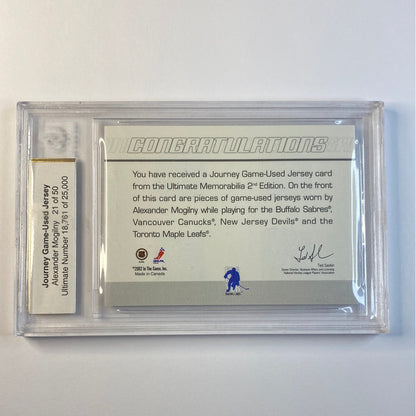 CONGRATULATIONS
You have received a Journey Game-Used Jersey card
from the Ultimate Memorabilia 2nd Edition. On the front
of this card are pieces of game-used jerseys worn by
Alexander Mogilny while playing for the Buffalo Sabres®,
Vancouver Canucks®, New Jersey Devils® and the
Toronto Maple Leafs®.
©2002 In The Game, Inc.
Made in Canada
Ted Saskin
Journey Game-Used Jersey
Alexander Mogilny 21 of 50
Ultimate Number 18,761 of 25,000